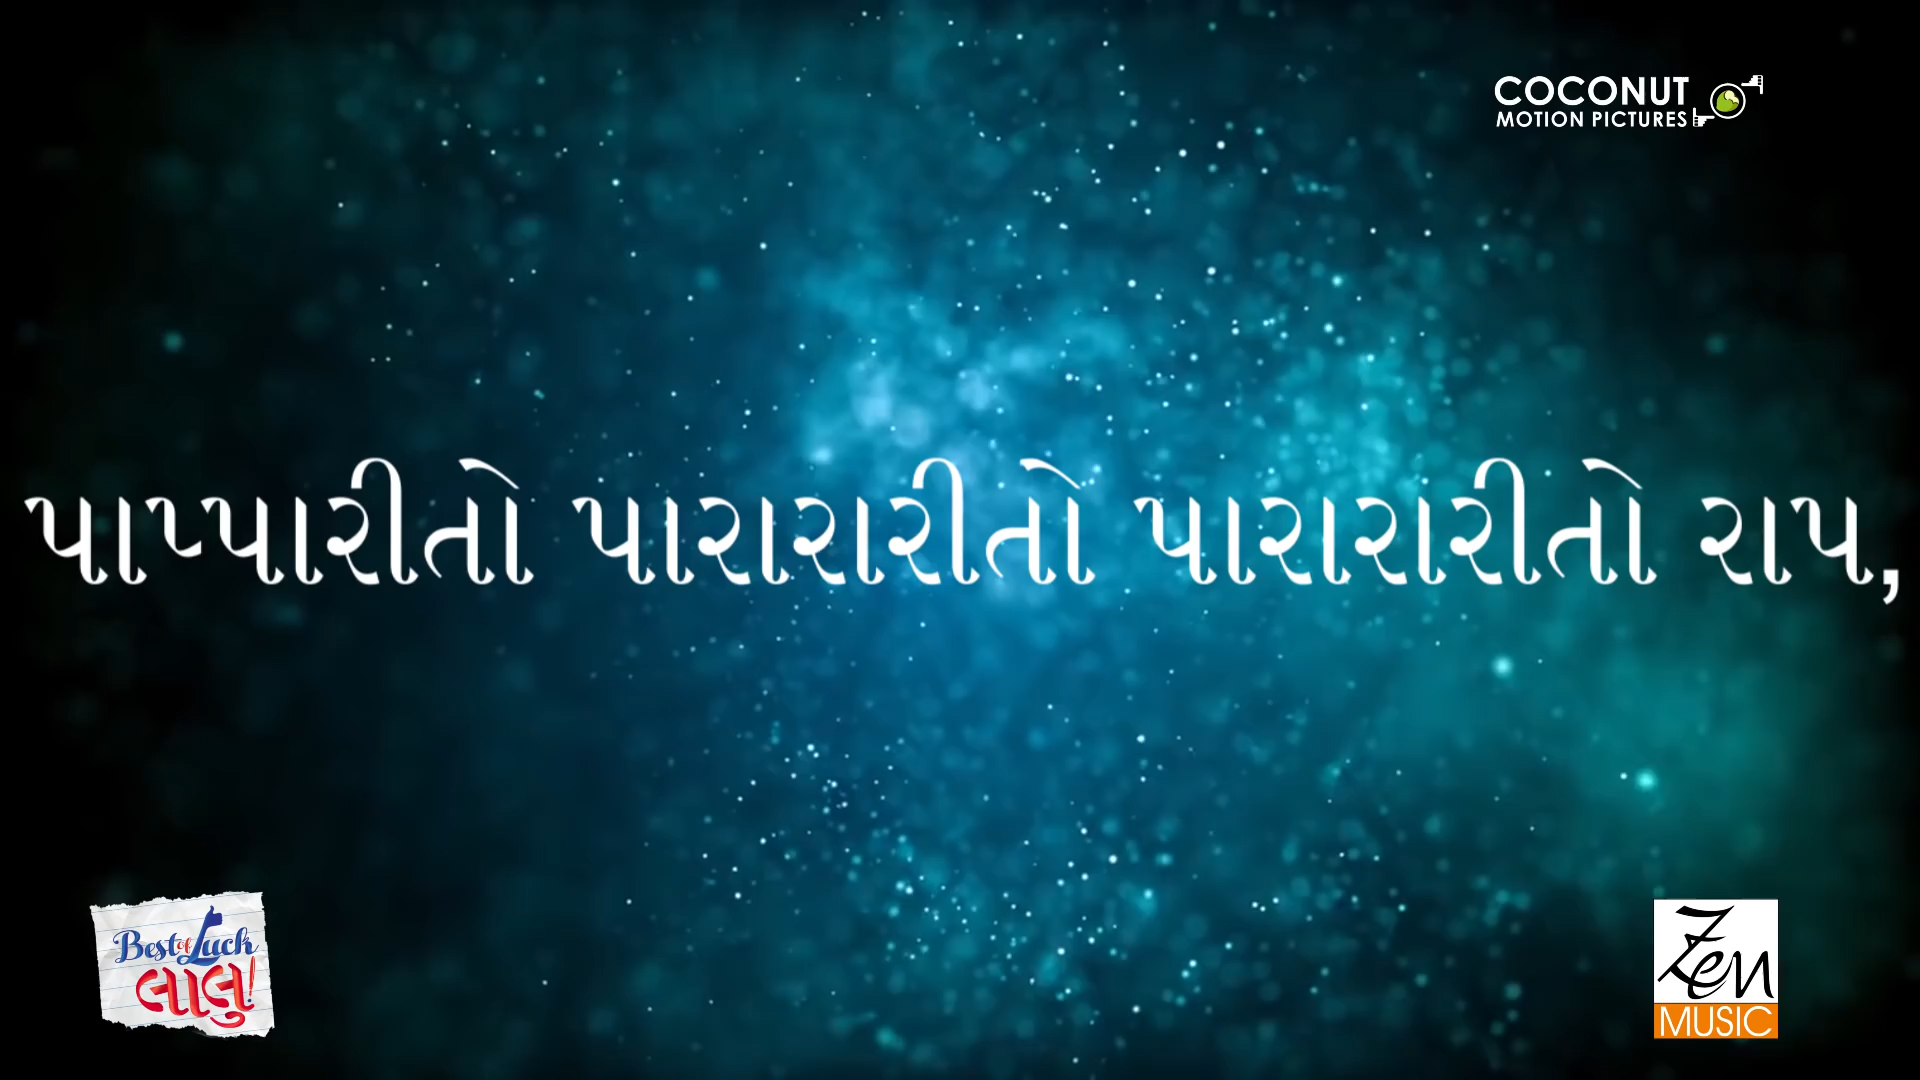 COCONUT
MOTION PICTURES
પાપ્પારીતો પારારારીતો પારારારીતો રાપ,
Best of Luck
લાલુ!
Zen
MUSIC